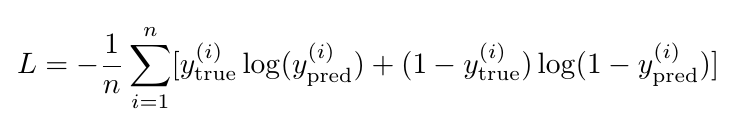 L = -\frac{1}{n} \sum_{i=1}^{n} [y_{\text{true}}^{(i)} \log(y_{\text{pred}}^{(i)}) + (1 - y_{\text{true}}^{(i)}) \log(1 - y_{\text{pred}}^{(i)})]